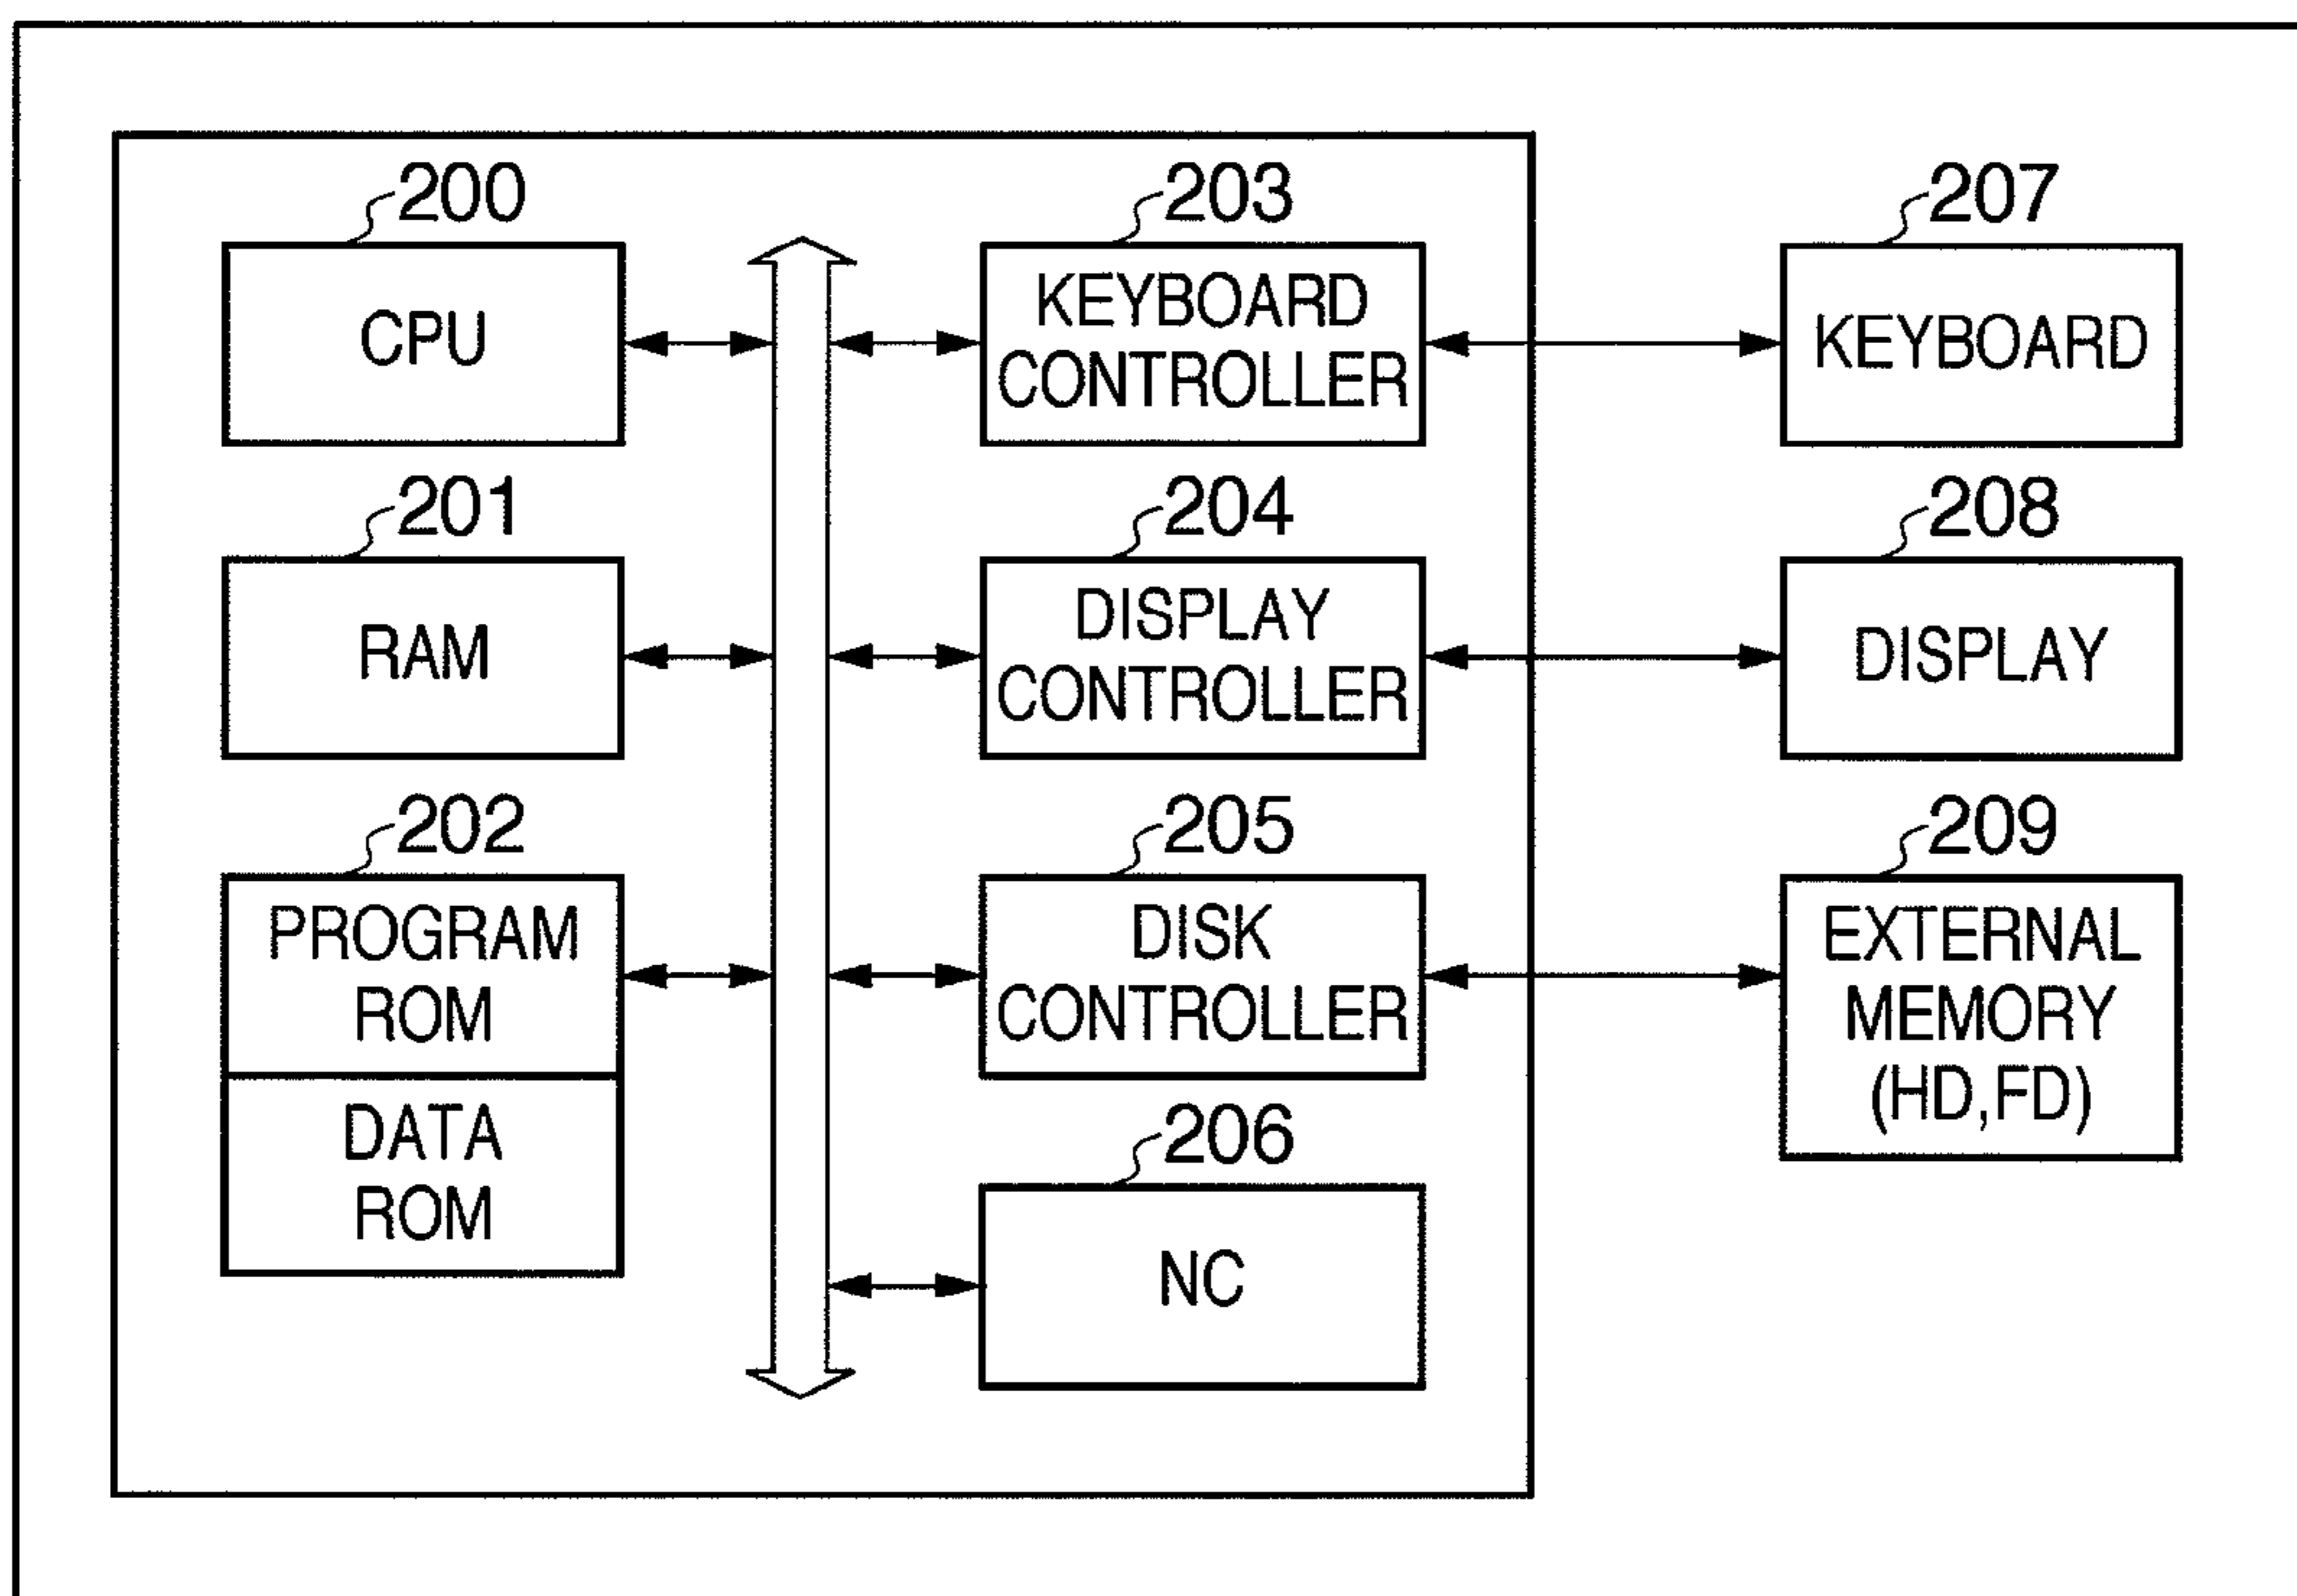 200
CPU
201
RAM
202
PROGRAM
ROM
DATA
ROM
203
KEYBOARD
CONTROLLER
204
DISPLAY
CONTROLLER
205
DISK
CONTROLLER
206
NC
207
KEYBOARD
208
DISPLAY
209
EXTERNAL
MEMORY
(HD,FD)